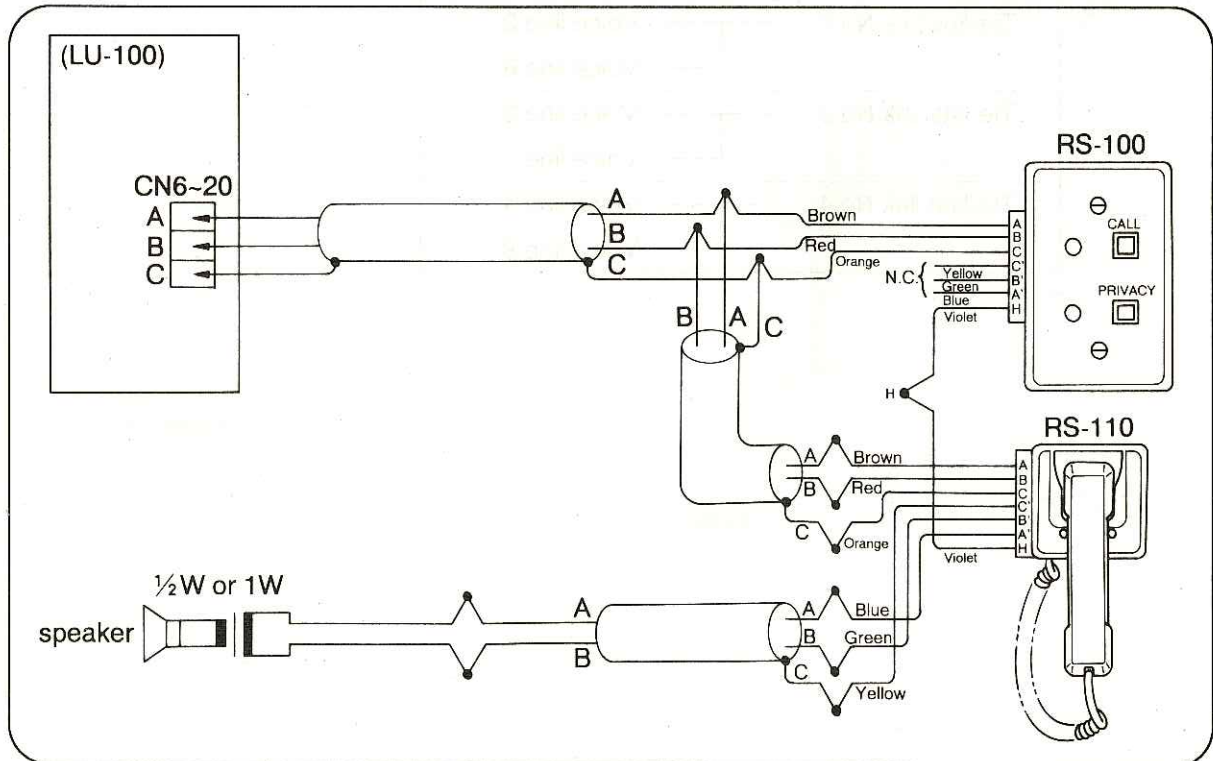 (LU-100)
CN6~20
A
B
C
A
B
C
Brown
Red
Orange
N.C.
Yellow
Green
Blue
Violet
RS-100
A
B
C
C'
B'
A'
H
CALL
PRIVACY
B A C
H
RS-110
A Brown
B Red
C Orange
A
B
C
C'
B'
A'
H
Violet
½W or 1W
speaker
A
B
A Blue
B Green
C Yellow